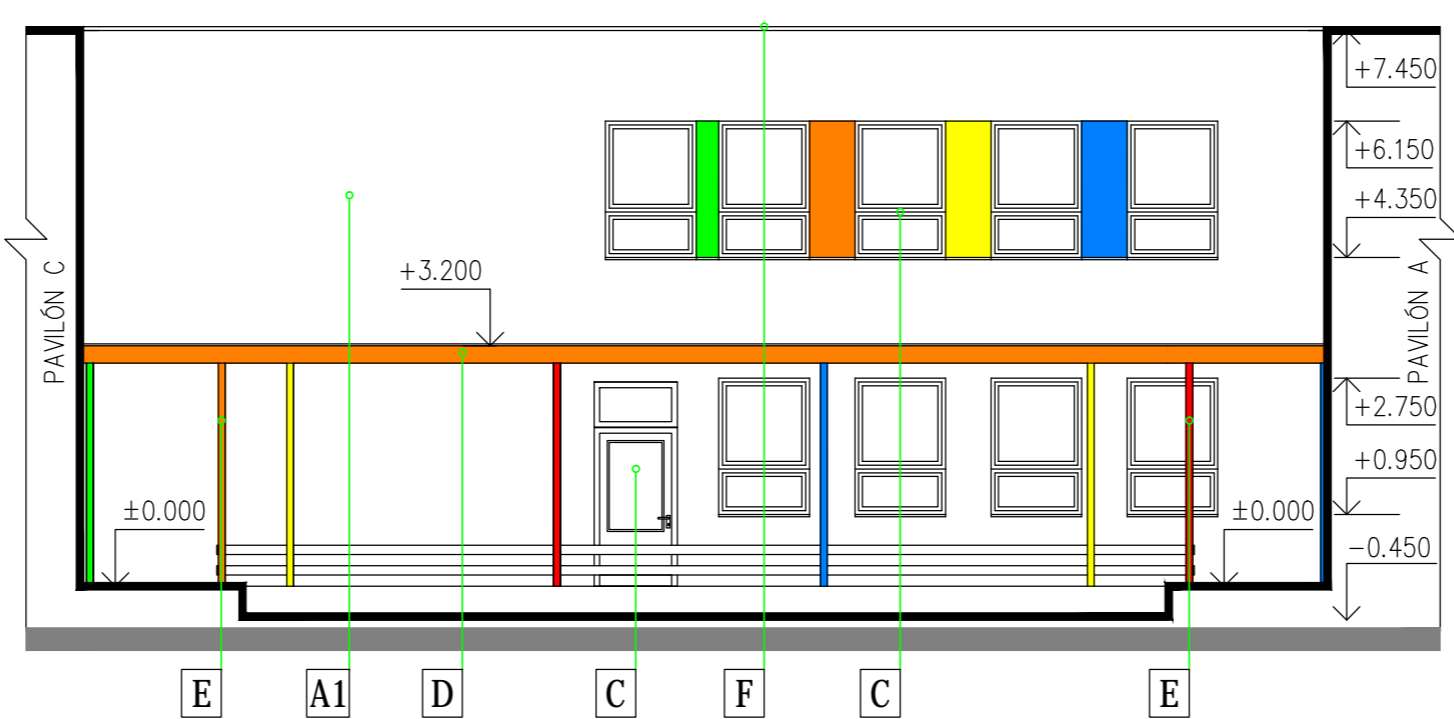 +7.450
+6.150
+4.350
+3.200
PAVILÓN C
PAVILÓN A
+2.750
+0.950
±0.000
±0.000
-0.450
E
A1
D
C
F
C
E